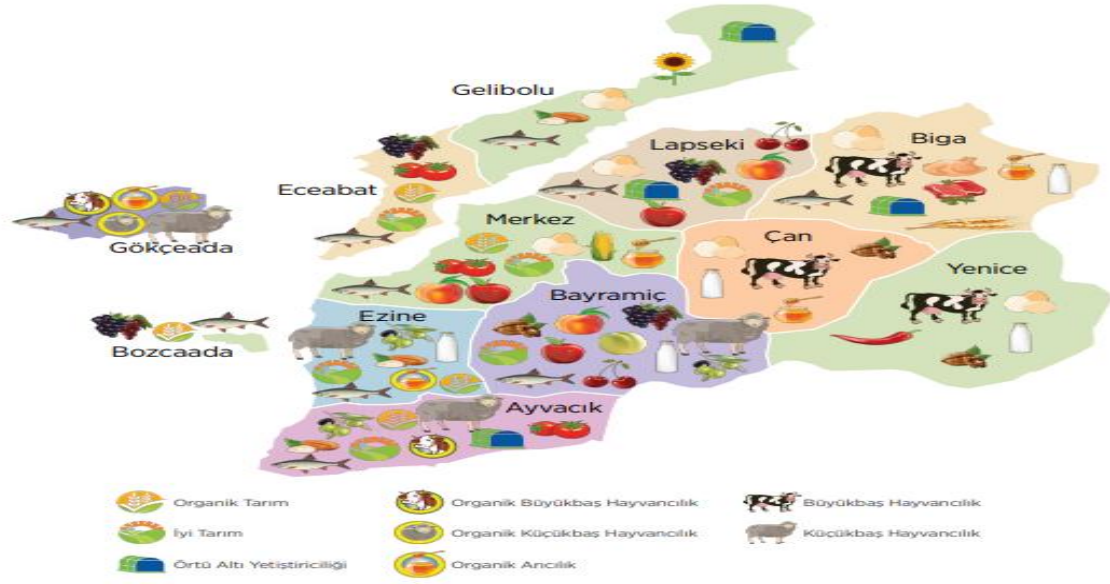 Gelibolu
Lapseki
Biga
Eceabat
Merkez
Çan
Gökçeada
Yenice
Bayramiç
Ezine
Bozcaada
Ayvacık
Organik Tarım
Organik Büyükbaş Hayvancılık
Büyükbaş Hayvancılık
İyi Tarım
Organik Küçükbaş Hayvancılık
Küçükbaş Hayvancılık
Örtü Altı Yetiştiriciliği
Organik Arıcılık